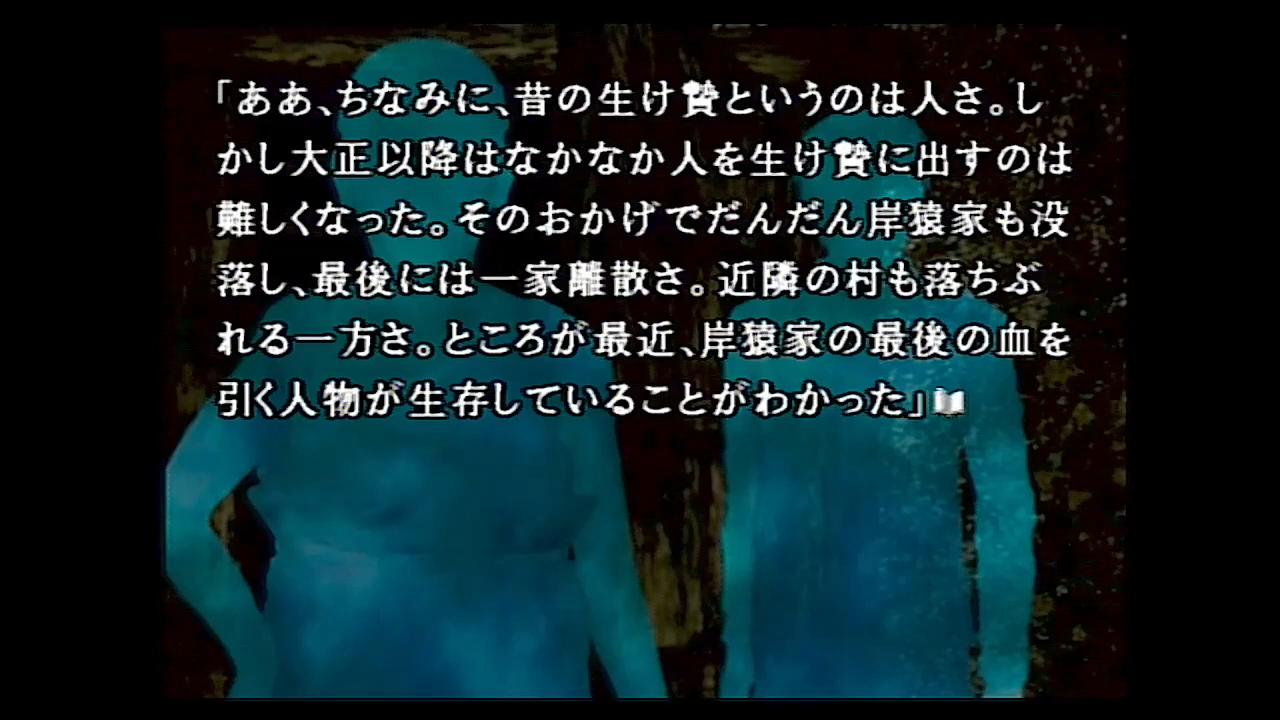 「ああ、ちなみに、昔の生け贄というのは人さ。し
かし大正以降はなかなか人を生け贄に出すのは
難しくなった。そのおかげでだんだん岸猿家も没
落し、最後には一家離散さ。近隣の村も落ちぶ
れる一方さ。ところが最近、岸猿家の最後の血を
引く人物が生存していることがわかった」